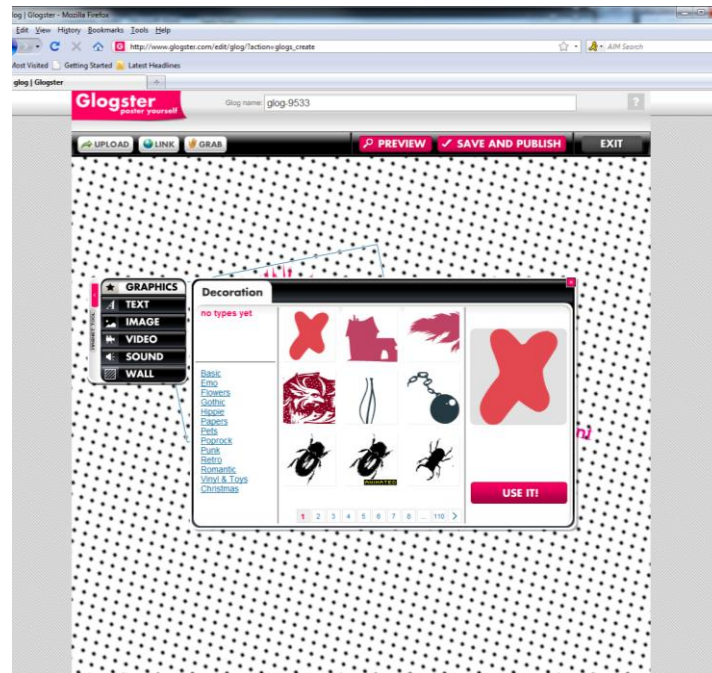 log | Glogster - Mozilla Firefox
Edit View History Bookmarks Tools Help
http://www.glogster.com/edit/glog/?action=glogs_create
AIM Search
Most Visited Getting Started Latest Headlines
glog | Glogster
Glogster
poster yourself
Glog name: glog-9533
?
UPLOAD LINK GRAB PREVIEW SAVE AND PUBLISH EXIT
MAGNET TOOL
GRAPHICS
TEXT
IMAGE
VIDEO
SOUND
WALL
Decoration
no types yet
Basic
Emo
Flowers
Gothic
Hippie
Papers
Pets
Poprock
Punk
Retro
Romantic
Vinyl & Toys
Christmas
ANIMATED
1 2 3 4 5 6 7 8 ... 110 >
USE IT!